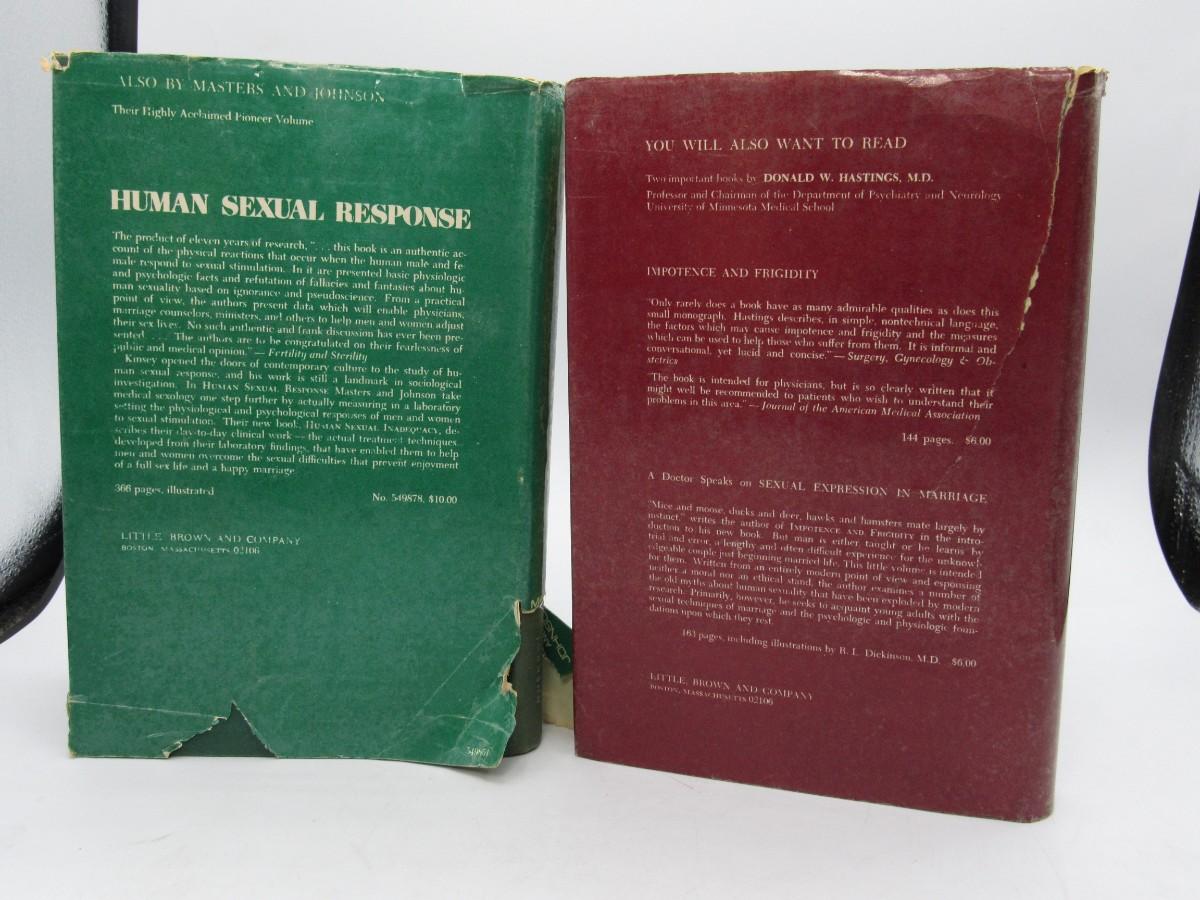 ALSO BY MASTERS AND JOHNSON
Their Highly Acclaimed Pioneer Volume
HUMAN SEXUAL RESPONSE
The product of eleven years of research, ". . . this book is an authentic ac-
count of the physical reactions that occur when the human male and fe-
male respond to sexual stimulation. In it are presented basic physiologic
and psychologic facts and refutation of fallacies and fantasies about hu-
man sexuality based on ignorance and pseudoscience. From a practical
point of view, the authors present data which will enable physicians,
marriage counselors, ministers, and others to help men and women adjust
their sex lives. No such authentic and frank discussion has ever been pre-
sented. . . . The authors are to be congratulated on their fearlessness of
public and medical opinion." — Fertility and Sterility
Kinsey opened the doors of contemporary culture to the study of hu-
man sexual response, and his work is still a landmark in sociological
investigation. In HUMAN SEXUAL RESPONSE Masters and Johnson take
medical sexology one step further by actually measuring in a laboratory
setting the physiological and psychological responses of men and women
to sexual stimulation. Their new book, HUMAN SEXUAL INADEQUACY, de-
scribes their day-to-day clinical work — the actual treatment techniques
developed from their laboratory findings, that have enabled them to help
men and women overcome the sexual difficulties that prevent enjoyment
of a full sex life and a happy marriage.
366 pages, illustrated
No. 549878, $10.00
LITTLE, BROWN AND COMPANY
BOSTON, MASSACHUSETTS 02106
549851
YOU WILL ALSO WANT TO READ
Two important books by DONALD W. HASTINGS, M.D.
Professor and Chairman of the Department of Psychiatry and Neurology
University of Minnesota Medical School
IMPOTENCE AND FRIGIDITY
"Only rarely does a book have as many admirable qualities as does this
small monograph. Hastings describes, in simple, nontechnical language,
the factors which may cause impotence and frigidity and the measures
which can be used to help those who suffer from them. It is informal and
conversational, yet lucid and concise." — Surgery, Gynecology & Ob-
stetrics
"The book is intended for physicians, but is so clearly written that it
might well be recommended to patients who wish to understand their
problems in this area." — Journal of the American Medical Association
144 pages. $6.00
A Doctor Speaks on SEXUAL EXPRESSION IN MARRIAGE
"Mice and moose, ducks and deer, hawks and hamsters mate largely by
instinct," writes the author of IMPOTENCE AND FRIGIDITY in the intro-
duction to his new book. But man is either taught or he learns by
trial and error, a lengthy and often difficult experience for the unknowl-
edgeable couple just beginning married life. This little volume is intended
for them. Written from an entirely modern point of view and espousing
neither a moral nor an ethical stand, the author examines a number of
the old myths about human sexuality that have been exploded by modern
research. Primarily, however, he seeks to acquaint young adults with the
sexual techniques of marriage and the psychologic and physiologic foun-
dations upon which they rest.
163 pages, including illustrations by R. L. Dickinson, M.D. $6.00
LITTLE, BROWN AND COMPANY
BOSTON, MASSACHUSETTS 02106